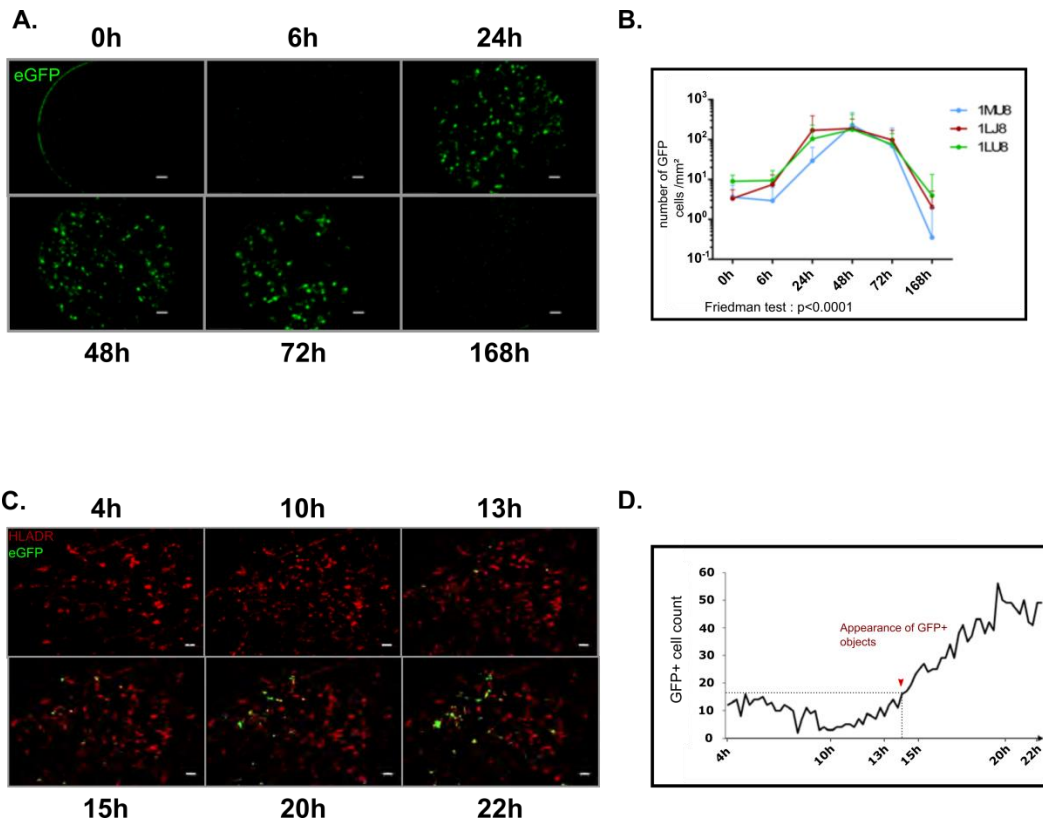 A.
0h 6h 24h
eGFP
48h 72h 168h
B.
number of GFP
cells /mm²
10³
10²
10¹
10⁰
10⁻¹
0h 6h 24h 48h 72h 168h
1MU8
1LJ8
1LU8
Friedman test : p<0.0001
C.
4h 10h 13h
HLADR
eGFP
15h 20h 22h
D.
GFP+ cell count
60
50
40
30
20
10
0
Appearance of GFP+
objects
4h 10h 13h 15h 20h 22h